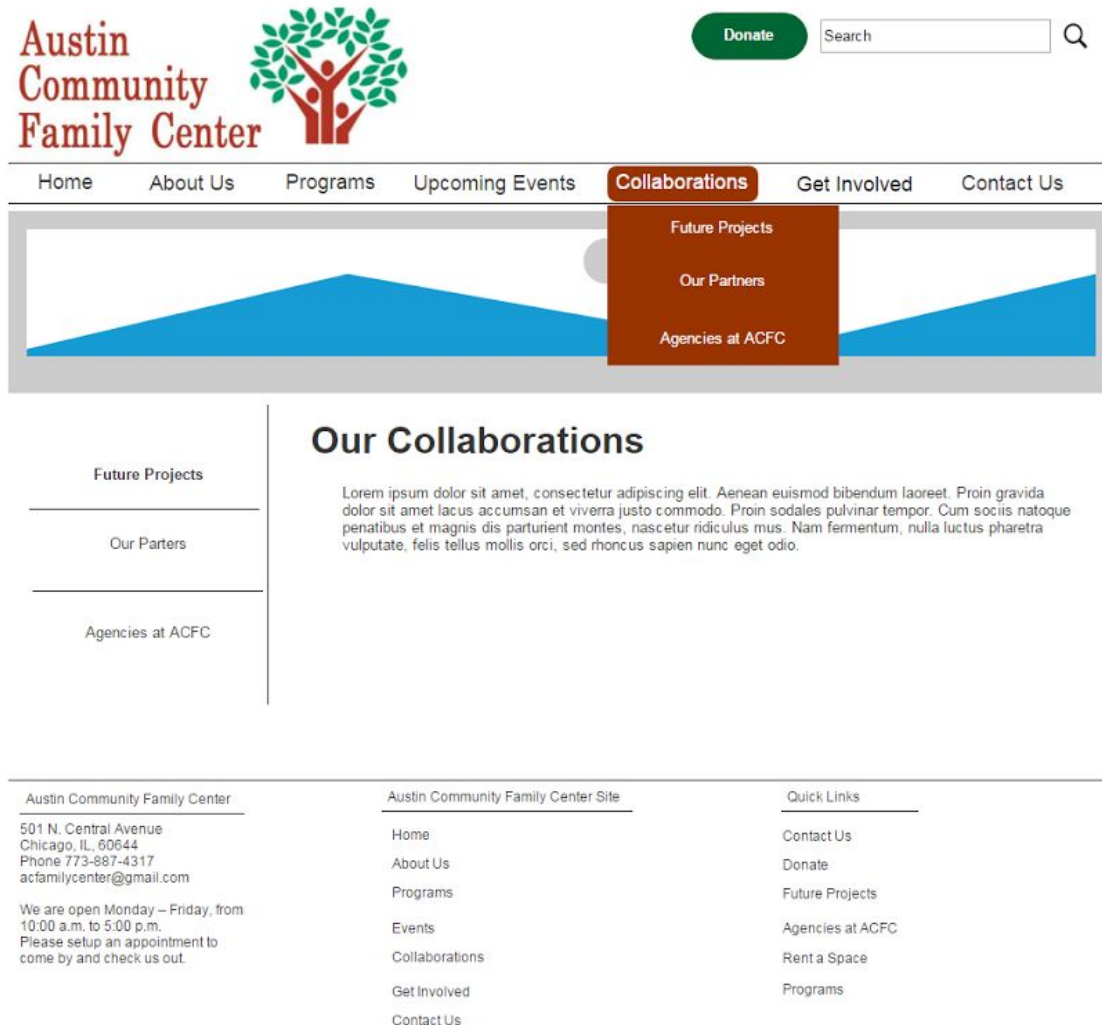 Austin
Community
Family Center
Donate
Search
Home
About Us
Programs
Upcoming Events
Collaborations
Get Involved
Contact Us
Future Projects
Our Partners
Agencies at ACFC
Future Projects
Our Parters
Agencies at ACFC
Our Collaborations
Lorem ipsum dolor sit amet, consectetur adipiscing elit. Aenean euismod bibendum laoreet. Proin gravida
dolor sit amet lacus accumsan et viverra justo commodo. Proin sodales pulvinar tempor. Cum sociis natoque
penatibus et magnis dis parturient montes, nascetur ridiculus mus. Nam fermentum, nulla luctus pharetra
vulputate, felis tellus mollis orci, sed rhoncus sapien nunc eget odio.
Austin Community Family Center
501 N. Central Avenue
Chicago, IL, 60644
Phone 773-887-4317
acfamilycenter@gmail.com
We are open Monday – Friday, from
10:00 a.m. to 5:00 p.m.
Please setup an appointment to
come by and check us out.
Austin Community Family Center Site
Home
About Us
Programs
Events
Collaborations
Get Involved
Contact Us
Quick Links
Contact Us
Donate
Future Projects
Agencies at ACFC
Rent a Space
Programs